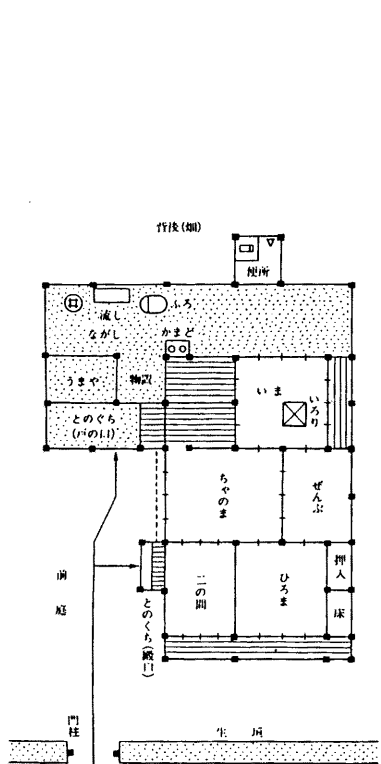 背後(畑)
便所
ふろ
流し
ながし
かまど
うまや
物置
いま
いろり
とのぐち
(戸の口)
ちゃのま
ぜんぶ
押入
床
二の間
ひろま
とのくち(殿口)
前庭
門柱
生垣